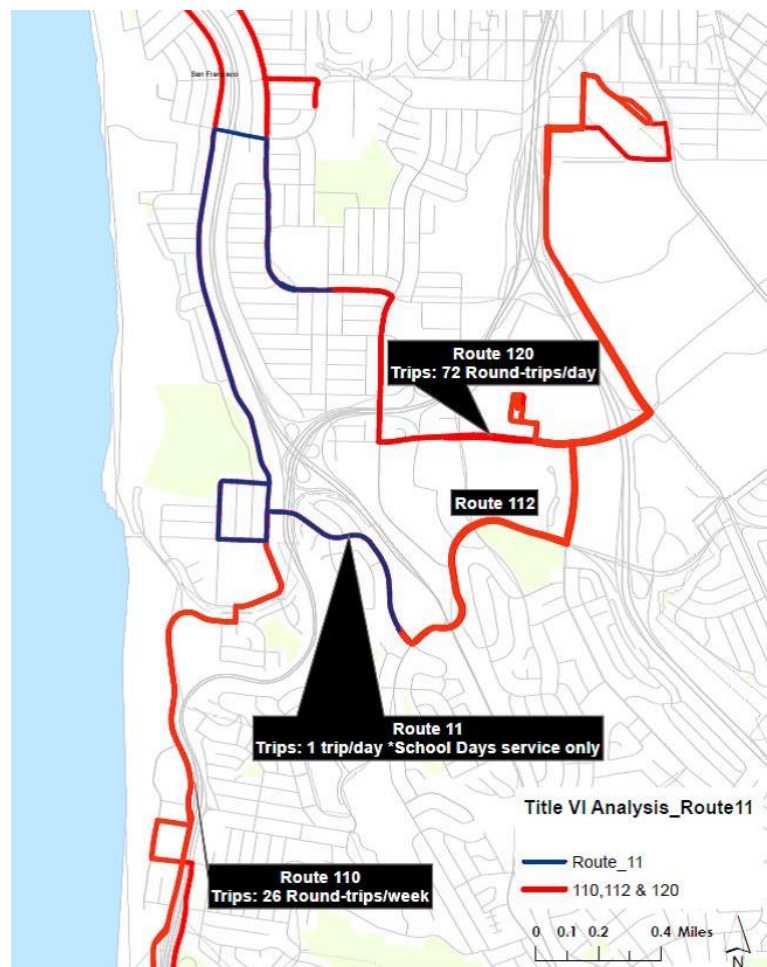 San Francisco
Route 120
Trips: 72 Round-trips/day
Route 112
Route 11
Trips: 1 trip/day *School Days service only
Route 110
Trips: 26 Round-trips/week
Title VI Analysis_Route11
Route_11
110,112 & 120
0 0.1 0.2 0.4 Miles
N